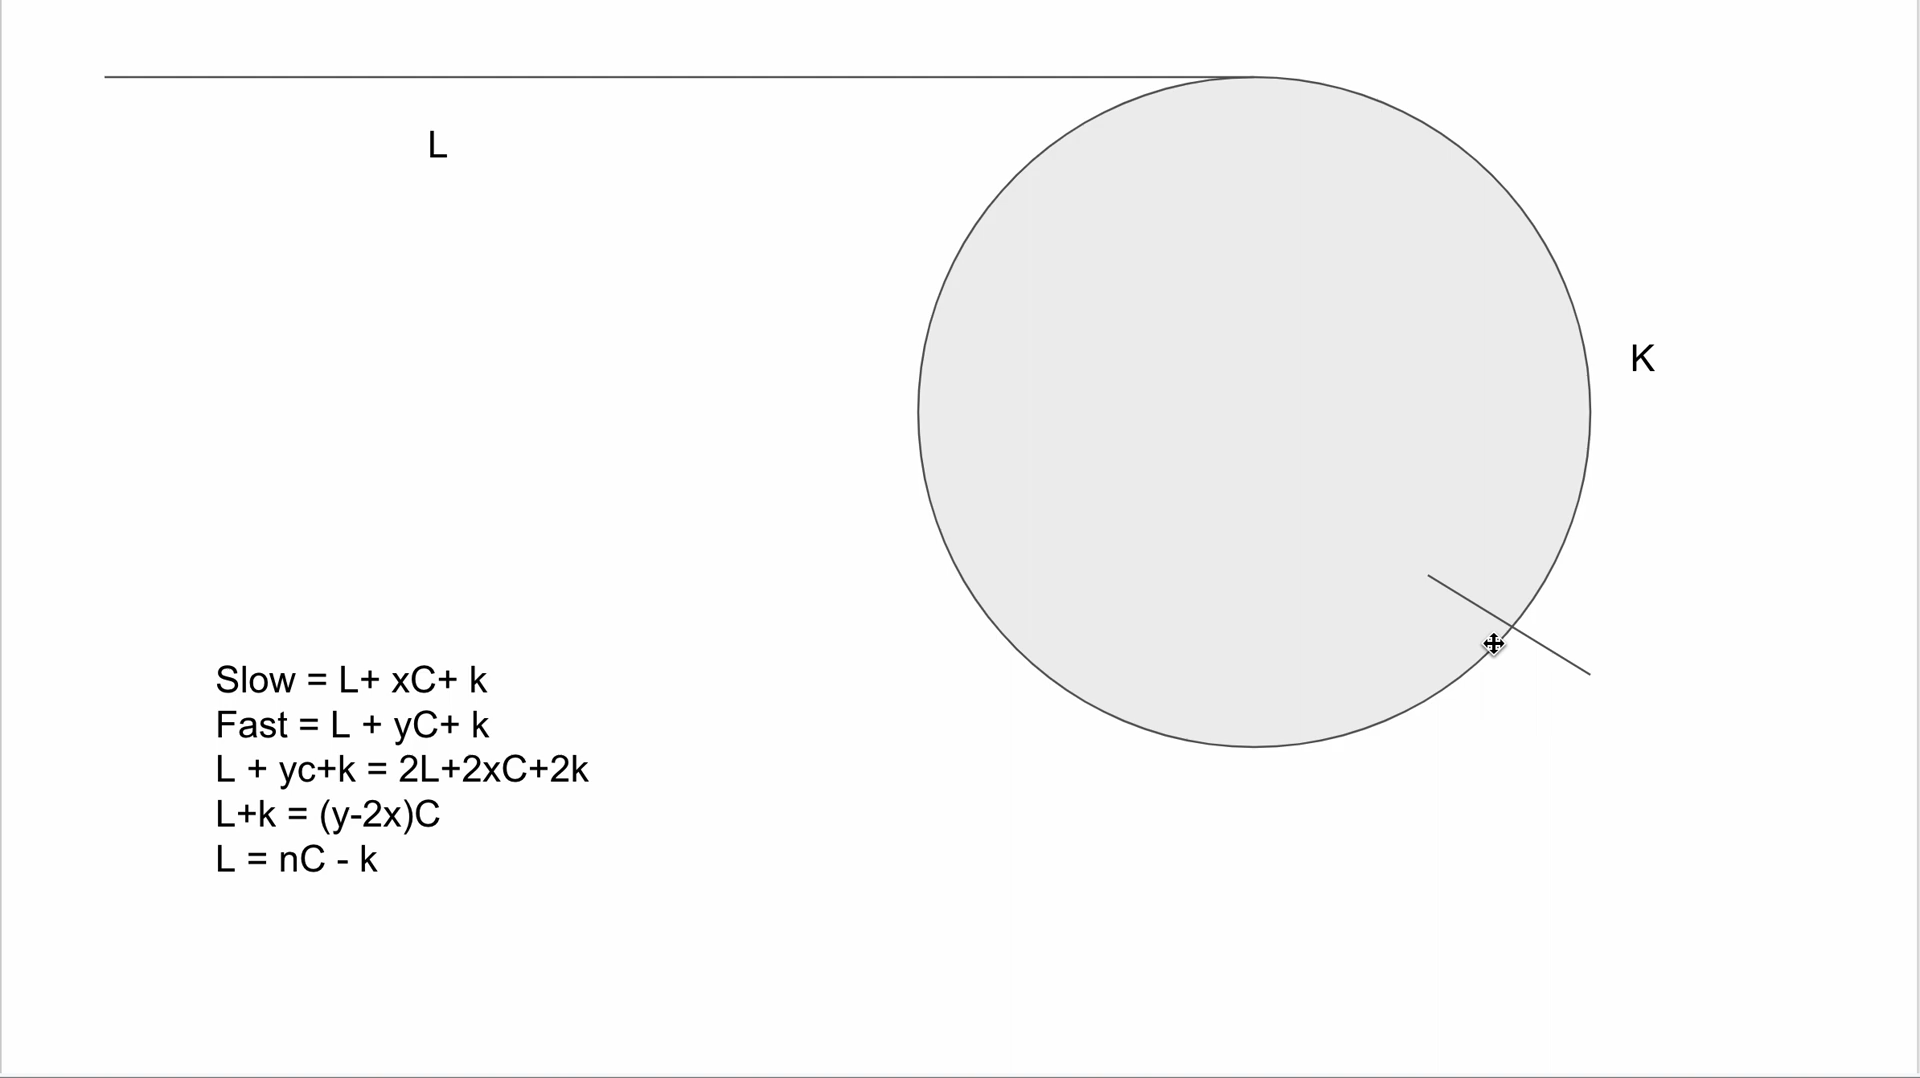 L
K
Slow = L+ xC+ k
Fast = L + yC+ k
L + yc+k = 2L+2xC+2k
L+k = (y-2x)C
L = nC - k